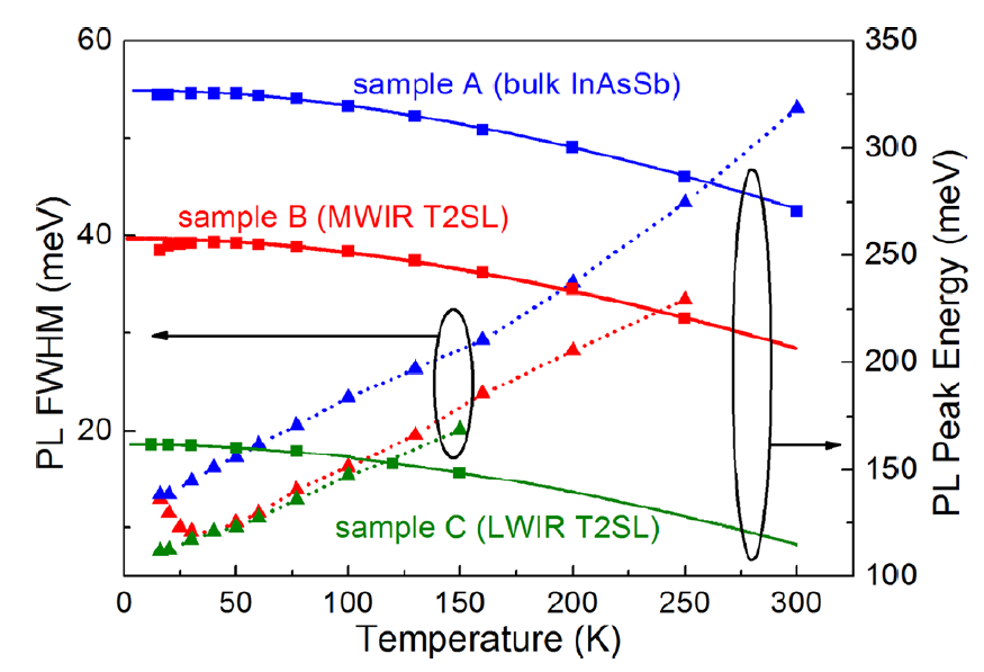 60
40
20
PL FWHM (meV)
350
300
250
200
150
100
PL Peak Energy (meV)
sample A (bulk InAsSb)
sample B (MWIR T2SL)
sample C (LWIR T2SL)
0 50 100 150 200 250 300
Temperature (K)